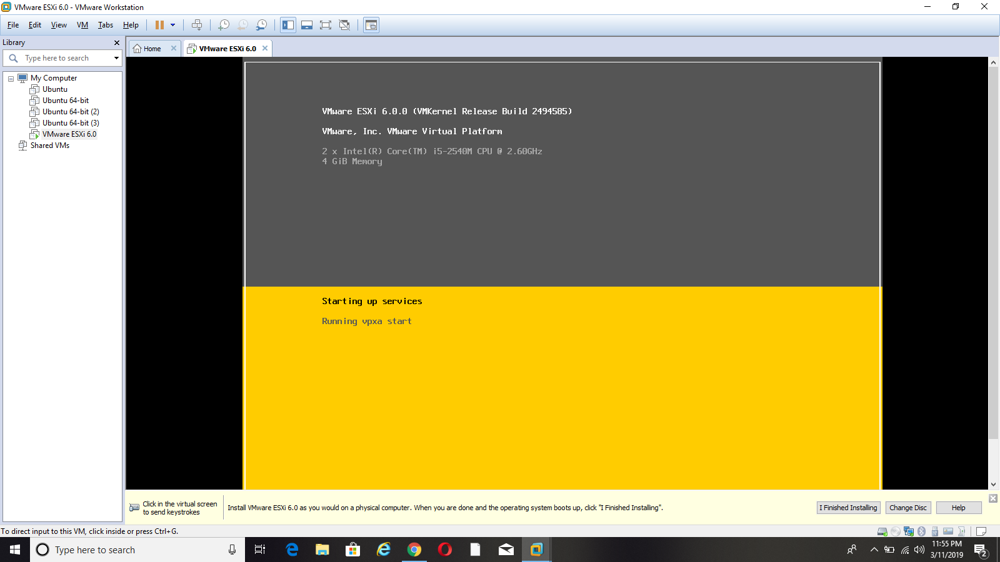 VMware ESXi 6.0 - VMware Workstation
File Edit View VM Tabs Help
Library
Type here to search
My Computer
Ubuntu
Ubuntu 64-bit
Ubuntu 64-bit (2)
Ubuntu 64-bit (3)
VMware ESXi 6.0
Shared VMs
Home
VMware ESXi 6.0
VMware ESXi 6.0.0 (VMKernel Release Build 2494585)
VMware, Inc. VMware Virtual Platform
2 x Intel(R) Core(TM) i5-2540M CPU @ 2.60GHz
4 GiB Memory
Starting up services
Running vpxa start
Click in the virtual screen
to send keystrokes
Install VMware ESXi 6.0 as you would on a physical computer. When you are done and the operating system boots up, click "I Finished Installing".
I Finished Installing
Change Disc
Help
To direct input to this VM, click inside or press Ctrl+G.
Type here to search
11:55 PM
3/11/2019
2